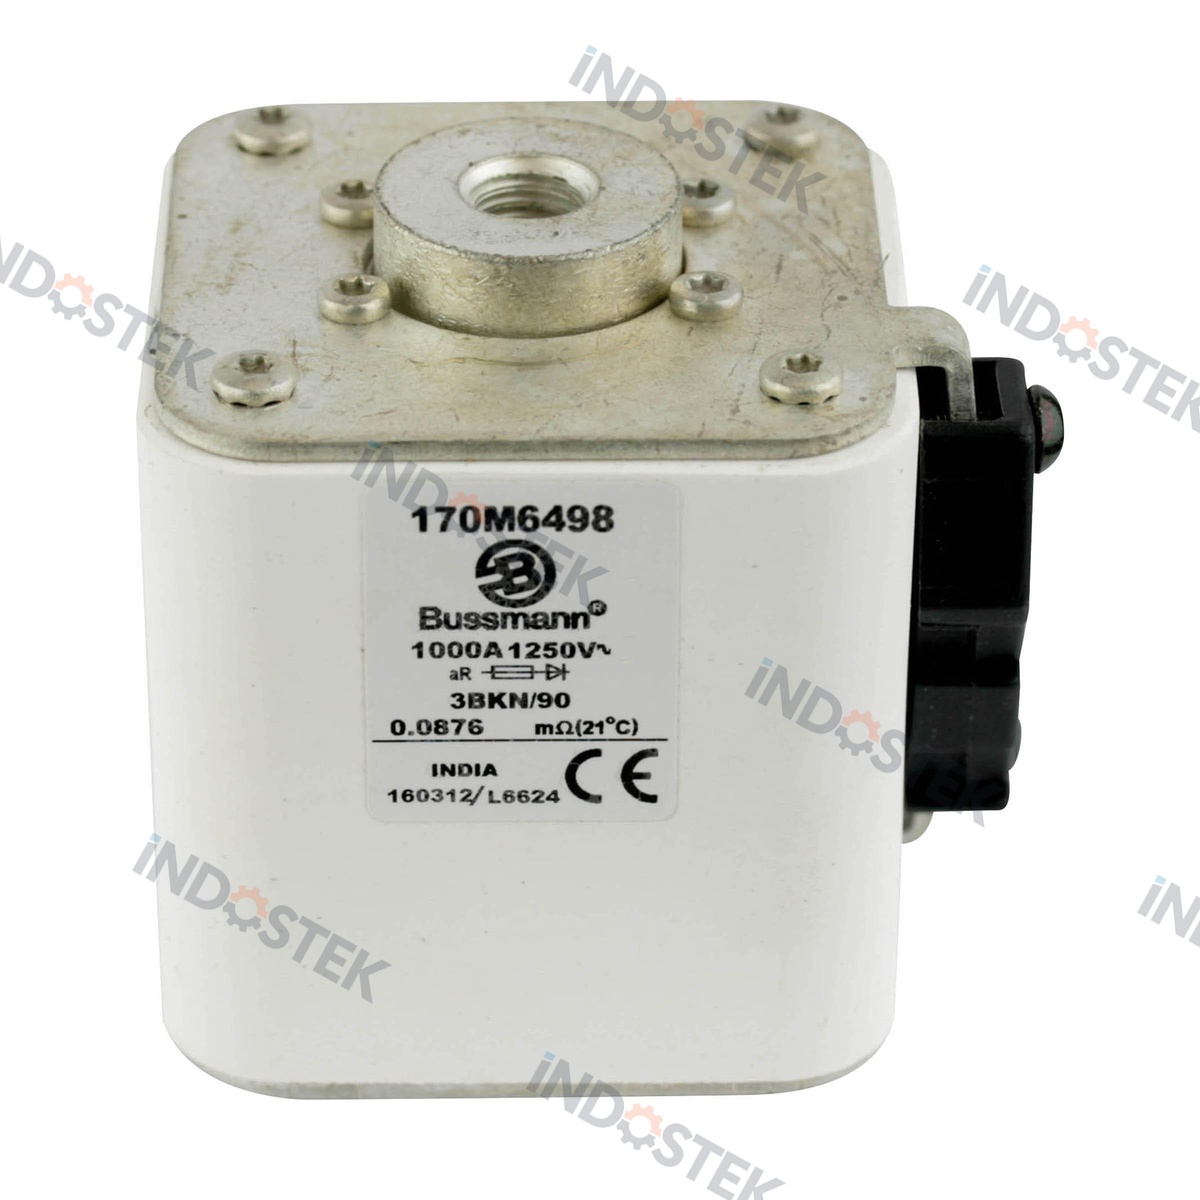 iNDOSTEK
iNDOSTEK
iNDOSTEK
iNDOSTEK
170M6498
B
Bussmann®
1000A 1250V~
aR
3BKN/90
0.0876 mΩ(21°C)
INDIA
160312/L6624 CE
iNDOSTEK
iNDOSTEK
iND
iNDOSTEK